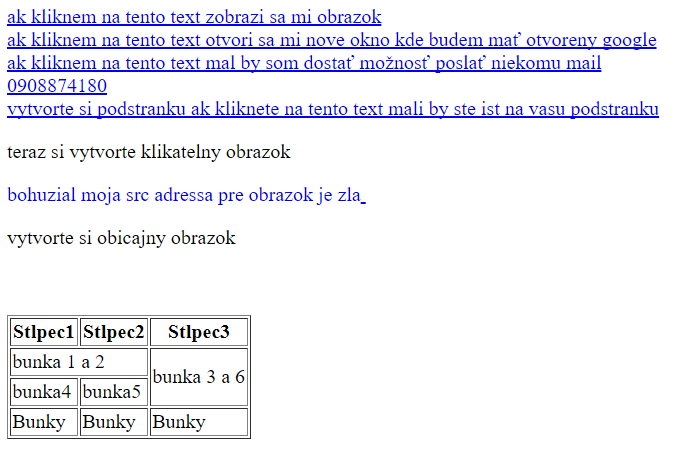 ak kliknem na tento text zobrazi sa mi obrazok
ak kliknem na tento text otvori sa mi nove okno kde budem mať otvoreny google
ak kliknem na tento text mal by som dostať možnosť poslať niekomu mail
0908874180
vytvorte si podstranku ak kliknete na tento text mali by ste ist na vasu podstranku
teraz si vytvorte klikatelny obrazok
bohuzial moja src adressa pre obrazok je zla
vytvorte si obicajny obrazok
Stlpec1 Stlpec2 Stlpec3
bunka 1 a 2
bunka 3 a 6
bunka4 bunka5
Bunky Bunky Bunky